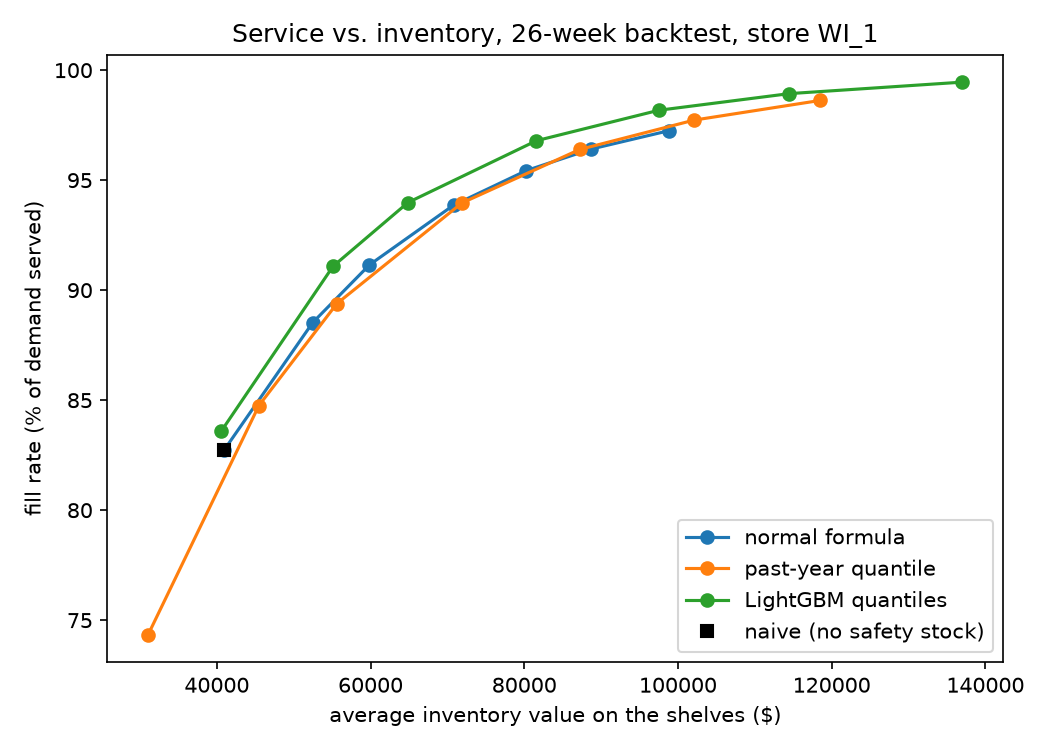 Service vs. inventory, 26-week backtest, store WI_1
fill rate (% of demand served)
100
95
90
85
80
75
normal formula
past-year quantile
LightGBM quantiles
naive (no safety stock)
40000 60000 80000 100000 120000 140000
average inventory value on the shelves ($)